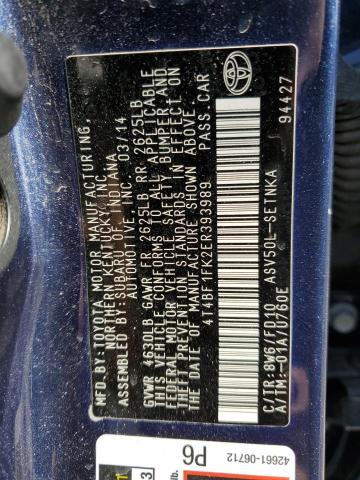 MFD. BY: TOYOTA MOTOR MANUFACTURING,
NORTHERN KENTUCKY, INC.
ASSEMBLED BY: SUBARU OF INDIANA
AUTOMOTIVE, INC. 03/14
GVWR 4630LB GAWR FR 2625LB RR 2625LB
THIS VEHICLE CONFORMS TO ALL APPLICABLE
FEDERAL MOTOR VEHICLE SAFETY, BUMPER, AND
THEFT PREVENTION STANDARDS IN EFFECT ON
THE DATE OF MANUFACTURE SHOWN ABOVE.
4T4BF1FK2ER393989 PASS. CAR
C/TR:8W6/FD18 ASV50L-SETNKA
A/TM:-01A/U760E 94427
42661-06712
P6
lb.
3